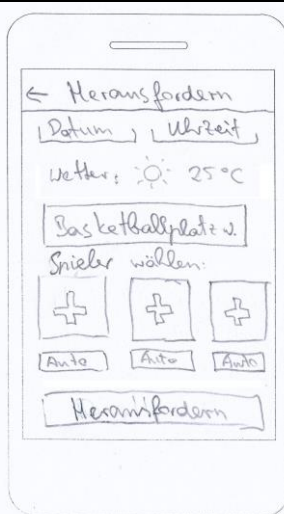 ← Herausfordern
Datum Uhrzeit
Wetter: 25°C
Basketballplatz w.
Spieler wählen:
+ + +
Auto Auto Auto
Herausfordern